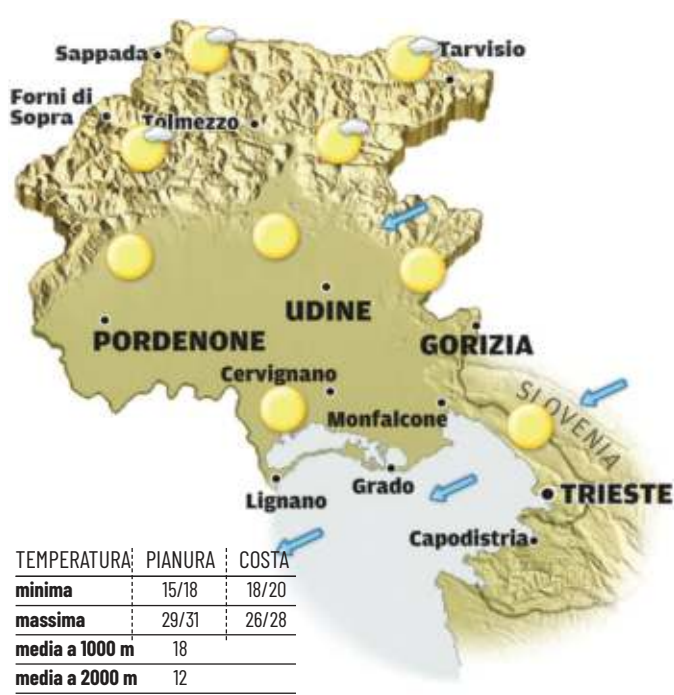 Sappada
Tarvisio
Forni di
Sopra
Tolmezzo
UDINE
PORDENONE
GORIZIA
Cervignano
SLOVENIA
Monfalcone
Grado
Lignano
TRIESTE
Capodistria
TEMPERATURA PIANURA COSTA
minima 15/18 18/20
massima 29/31 26/28
media a 1000 m 18
media a 2000 m 12